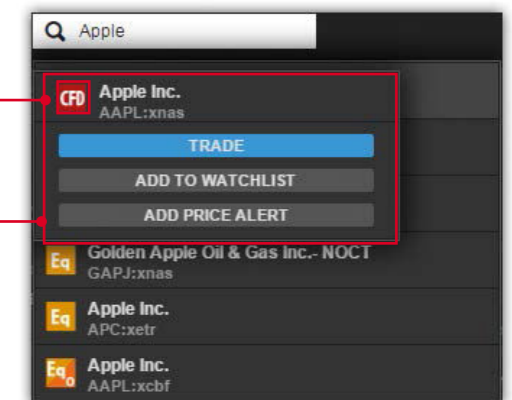 Apple
CFD Apple Inc.
AAPL:xnas
TRADE
ADD TO WATCHLIST
ADD PRICE ALERT
Eq Golden Apple Oil & Gas Inc.- NOCT
GAPJ:xnas
Eq Apple Inc.
APC:xetr
Eqo Apple Inc.
AAPL:xcbf